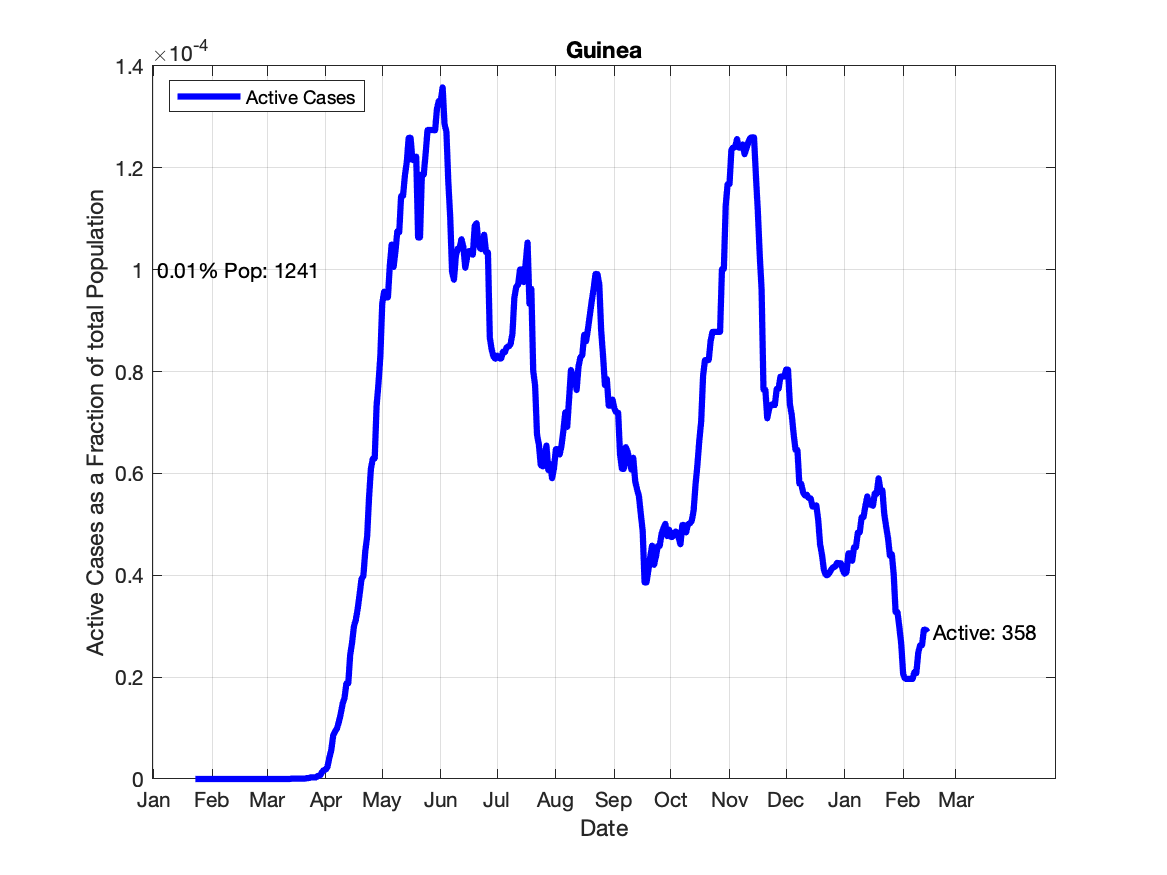 Guinea
×10-4
1.4
1.2
1
0.8
0.6
0.4
0.2
0
Active Cases as a Fraction of total Population
Active Cases
0.01% Pop: 1241
Active: 358
Jan Feb Mar Apr May Jun Jul Aug Sep Oct Nov Dec Jan Feb Mar
Date